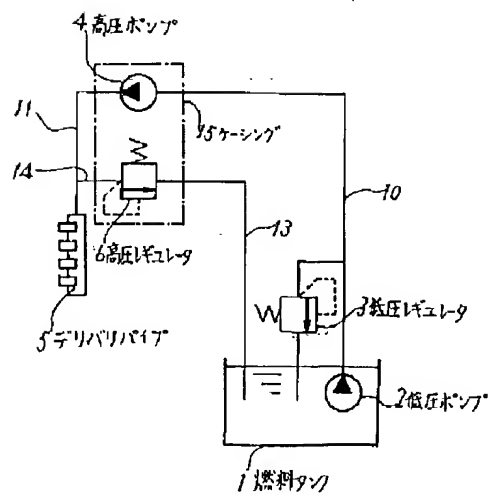 4高圧ポンプ
11
15ケーシング
14
10
6高圧レギュレータ
13
3低圧レギュレータ
5デリバリパイプ
2低圧ポンプ
1燃料タンク